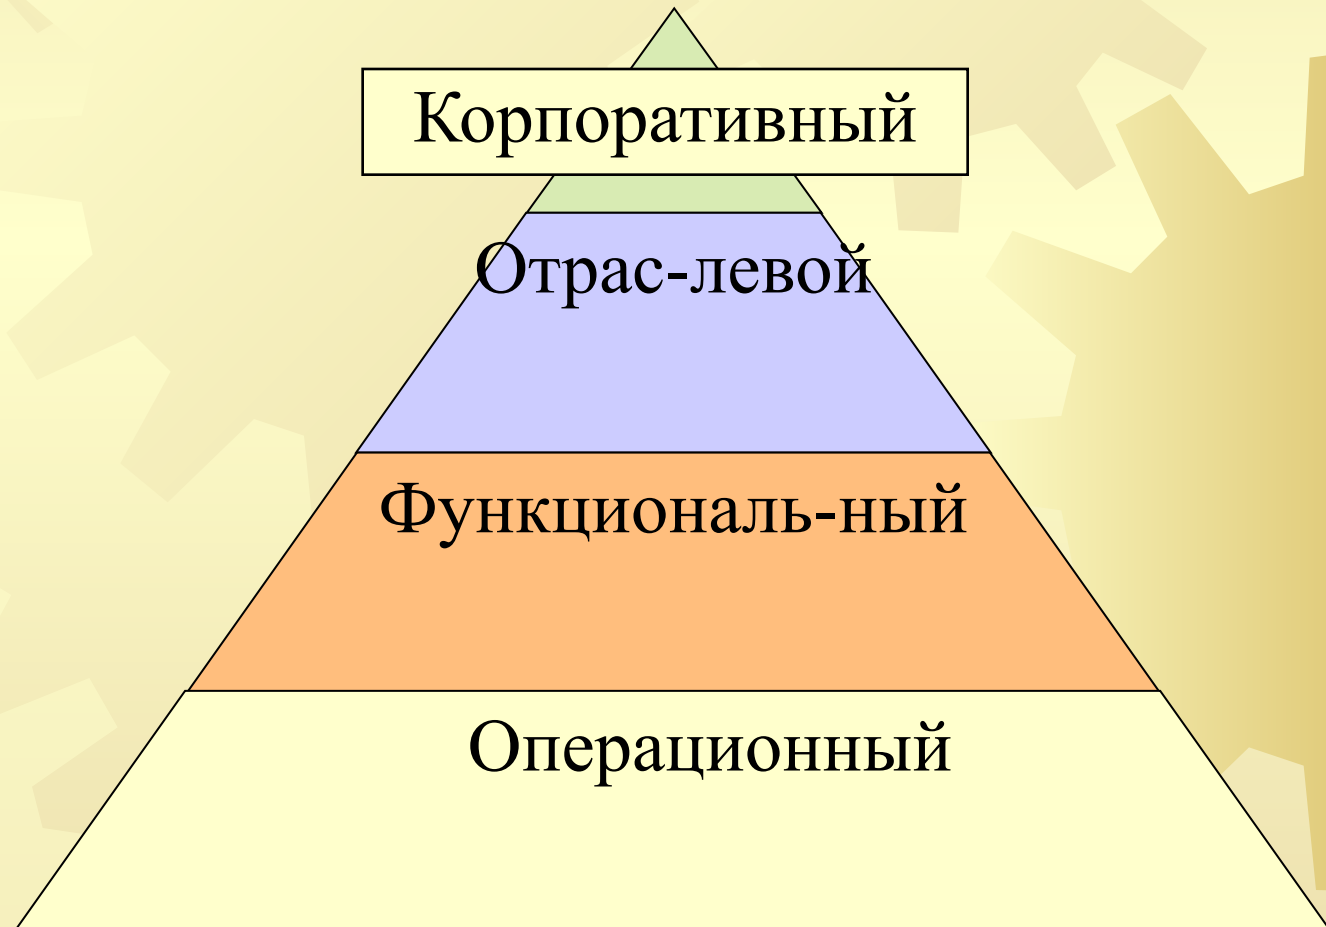 Корпоративный
Отрас-левой
Функциональ-ный
Операционный